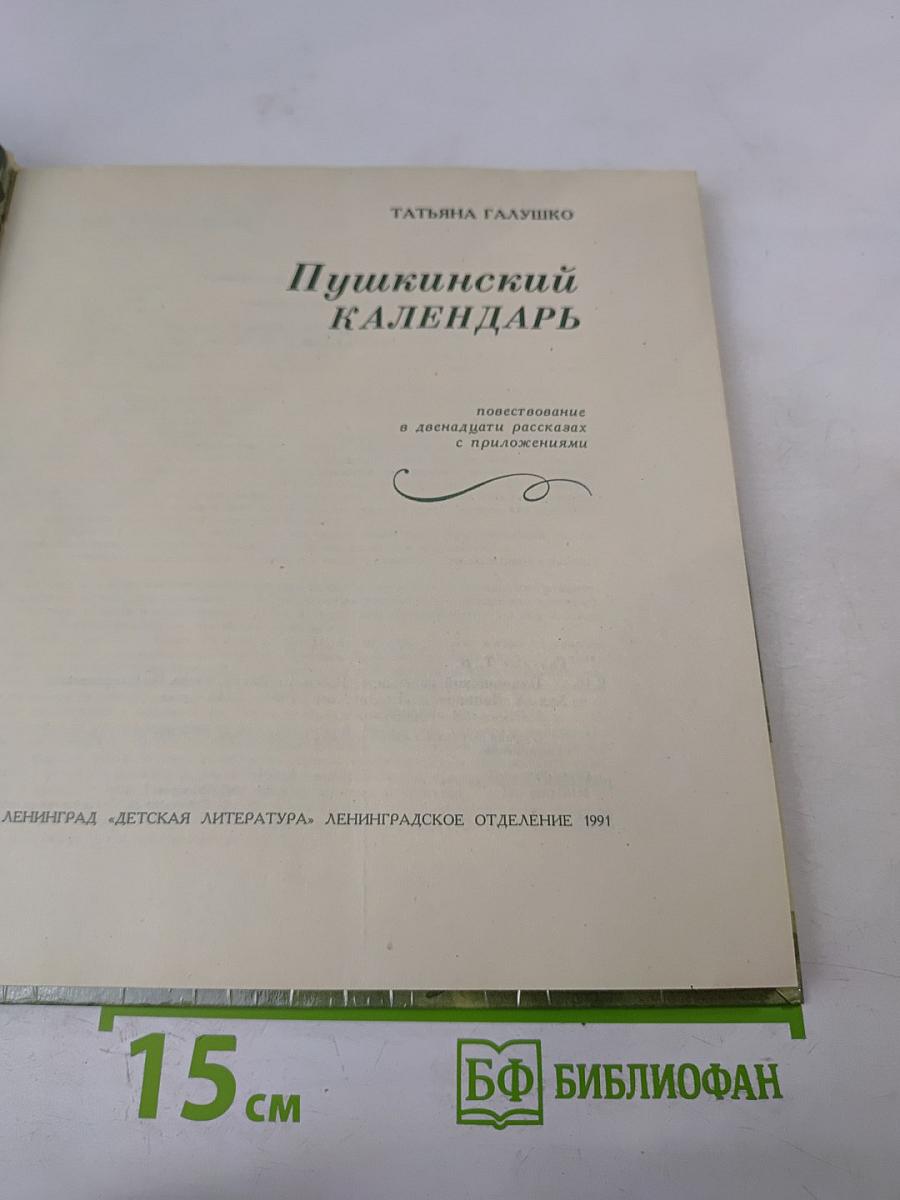 ТАТЬЯНА ГАЛУШКО
Пушкинский
КАЛЕНДАРЬ
повествование
в двенадцати рассказах
с приложениями
ЛЕНИНГРАД «ДЕТСКАЯ ЛИТЕРАТУРА» ЛЕНИНГРАДСКОЕ ОТДЕЛЕНИЕ 1991
15 см
БФ БИБЛИОФАН